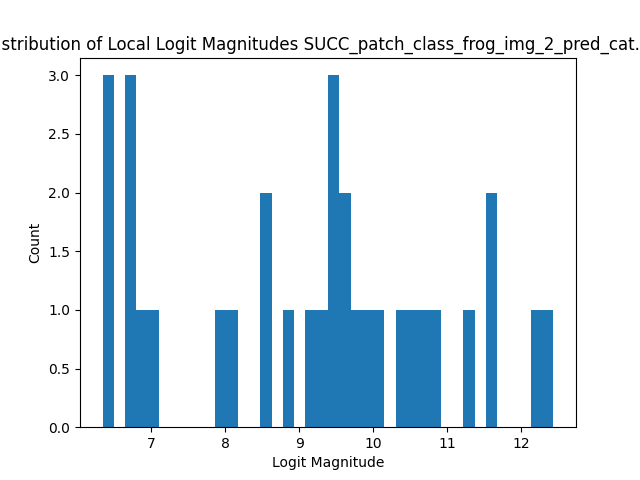 stribution of Local Logit Magnitudes SUCC_patch_class_frog_img_2_pred_cat.
3.0
2.5
2.0
1.5
1.0
0.5
0.0
Count
7 8 9 10 11 12
Logit Magnitude